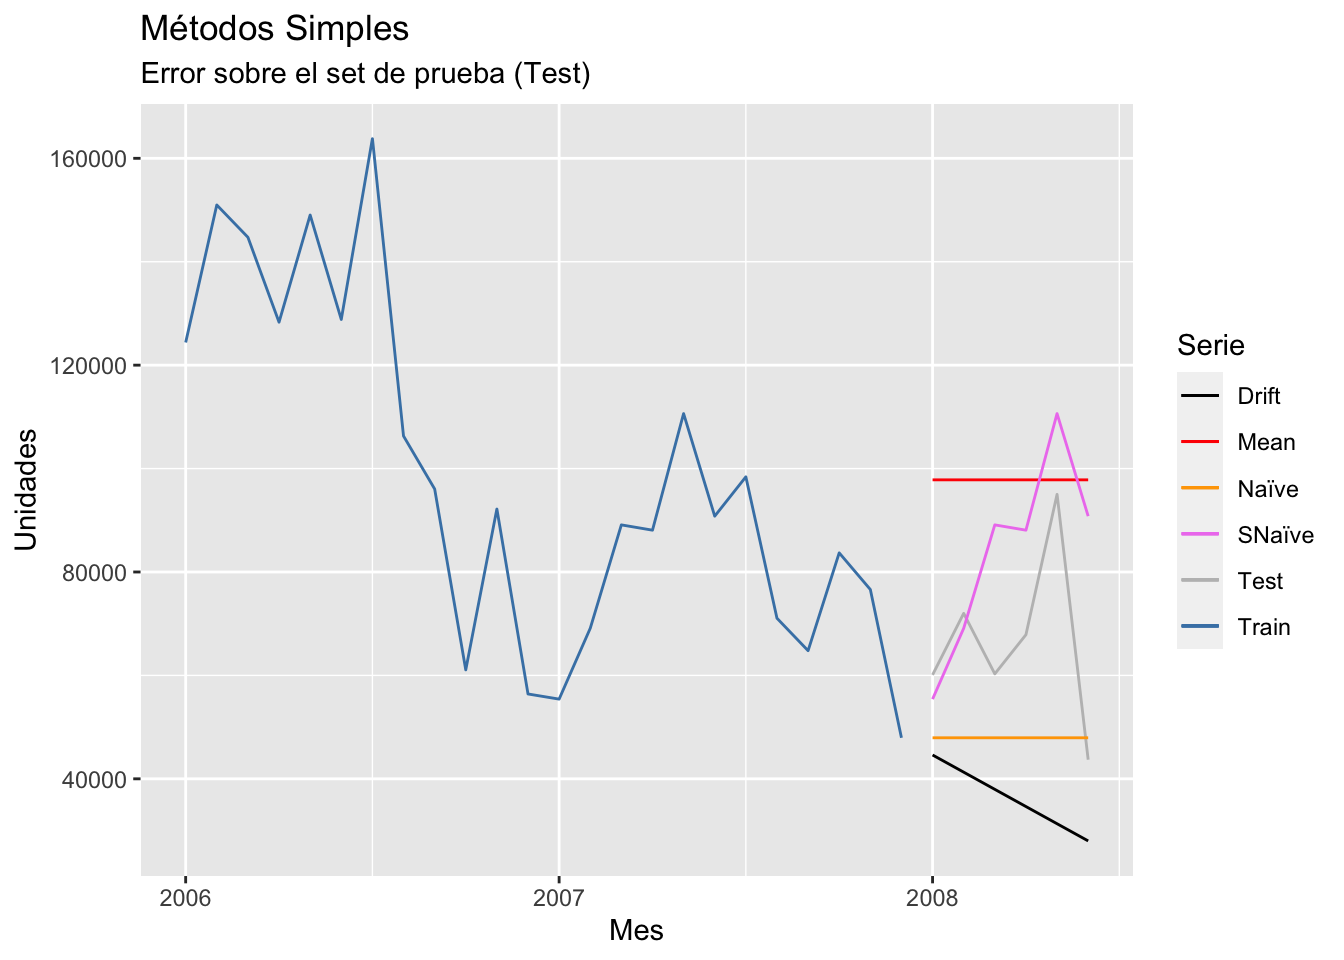 Métodos Simples
Error sobre el set de prueba (Test)
160000
120000
80000
40000
Unidades
2006
2007
2008
Mes
Serie
Drift
Mean
Naïve
SNaïve
Test
Train